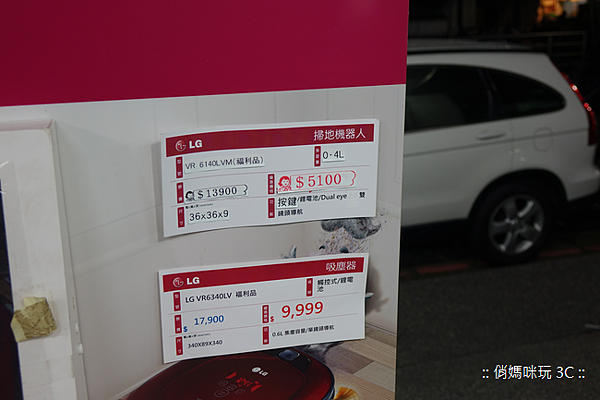 LG 掃地機器人
VR 6140LVM(福利品)
0-4L
$13900
$5100
36x36x9
按鍵/鋰電池/Dual eye 雙
鏡頭導航
LG 吸塵器
LG VR6340LV 福利品
觸控式/鋰電
池
$ 17,900
$ 9,999
340X89X340
0.6L 集塵容量/單鏡頭導航
LG
:: 俏媽咪玩 3C ::